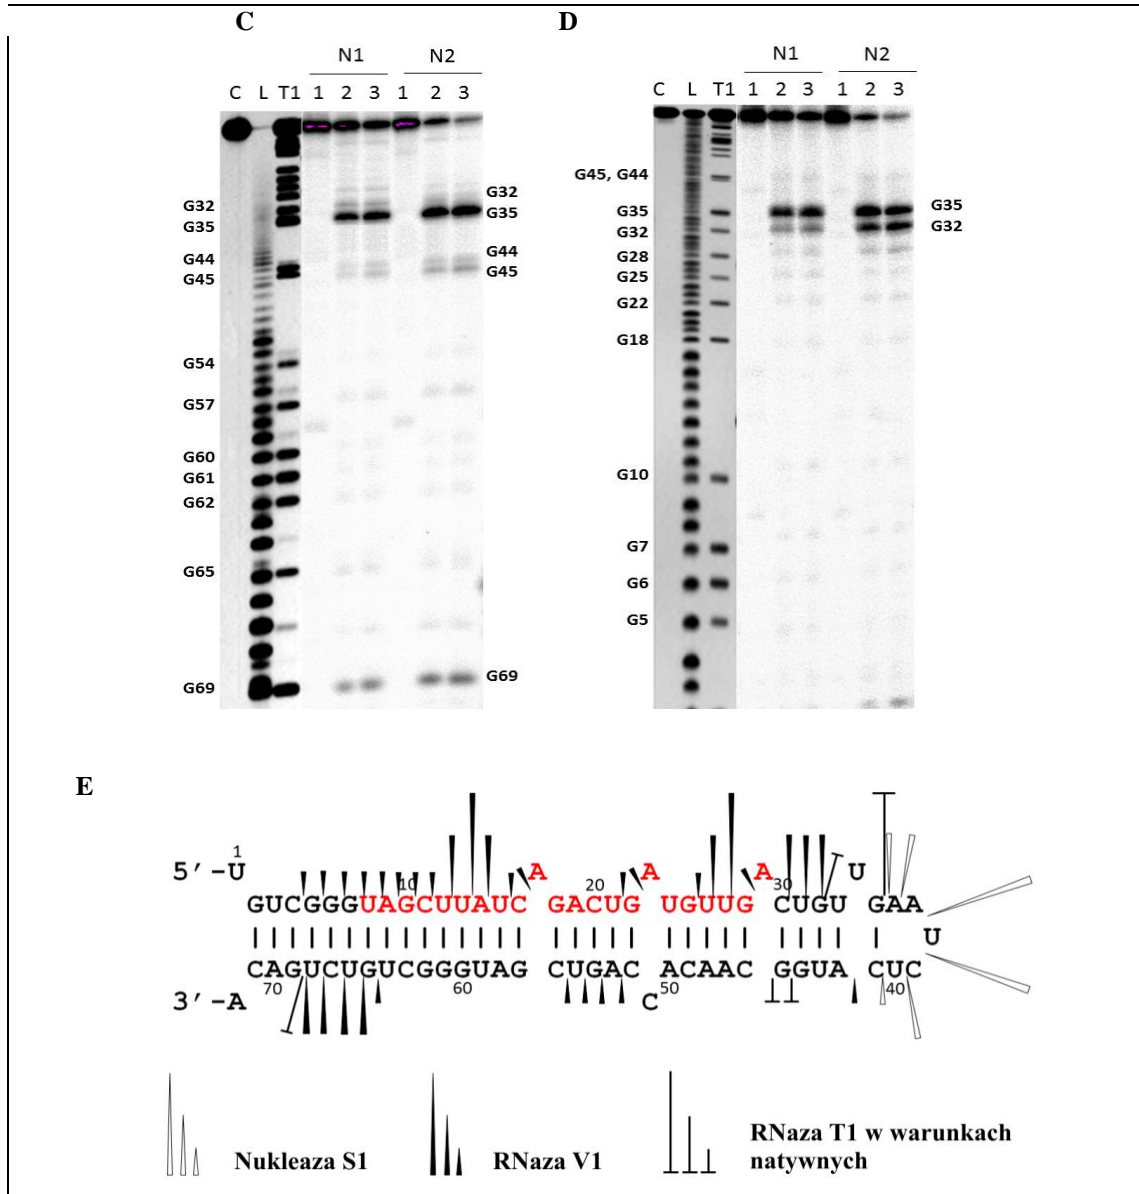 C D
N1 N2
C L T1 1 2 3 1 2 3
G32
G35
G44
G45
G54
G57
G60
G61
G62
G65
G69
G32
G35
G44
G45
G69
N1 N2
C L T1 1 2 3 1 2 3
G45, G44
G35
G32
G28
G25
G22
G18
G10
G7
G6
G5
G35
G32
E
1
5′-U A A A U
10 20 30
GUCGGGUAGCUUAUC GACUG UGUUG CUGU GAA
U
CAGUCUGUCGGGUAG CUGAC ACAAC GGUA CUC
70 60 50 40
3′-A C
Nukleaza S1
RNaza V1
RNaza T1 w warunkach
natywnych